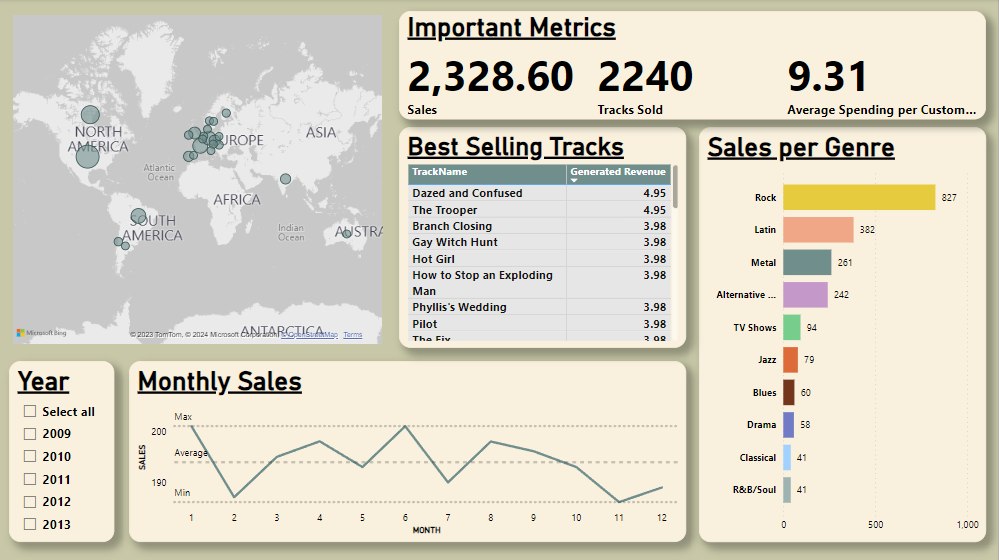 Important Metrics
2,328.60
2240
9.31
Sales
Tracks Sold
Average Spending per Custom...
NORTH
AMERICA
EUROPE
ASIA
Atlantic
Ocean
AFRICA
SOUTH
AMERICA
Indian
Ocean
AUSTRA
ANTARCTICA
Microsoft Bing
© 2023 TomTom, © 2024 Microsoft Corporation, © OpenStreetMap Terms
Best Selling Tracks
TrackName Generated Revenue
Dazed and Confused 4.95
The Trooper 4.95
Branch Closing 3.98
Gay Witch Hunt 3.98
Hot Girl 3.98
How to Stop an Exploding 3.98
Man
Phyllis's Wedding 3.98
Pilot 3.98
The Fix 3.98
Sales per Genre
Rock 827
Latin 382
Metal 261
Alternative ... 242
TV Shows 94
Jazz 79
Blues 60
Drama 58
Classical 41
R&B/Soul 41
0 500 1,000
Year
Select all
2009
2010
2011
2012
2013
Monthly Sales
Max
200
Average
SALES
190
Min
1 2 3 4 5 6 7 8 9 10 11 12
MONTH